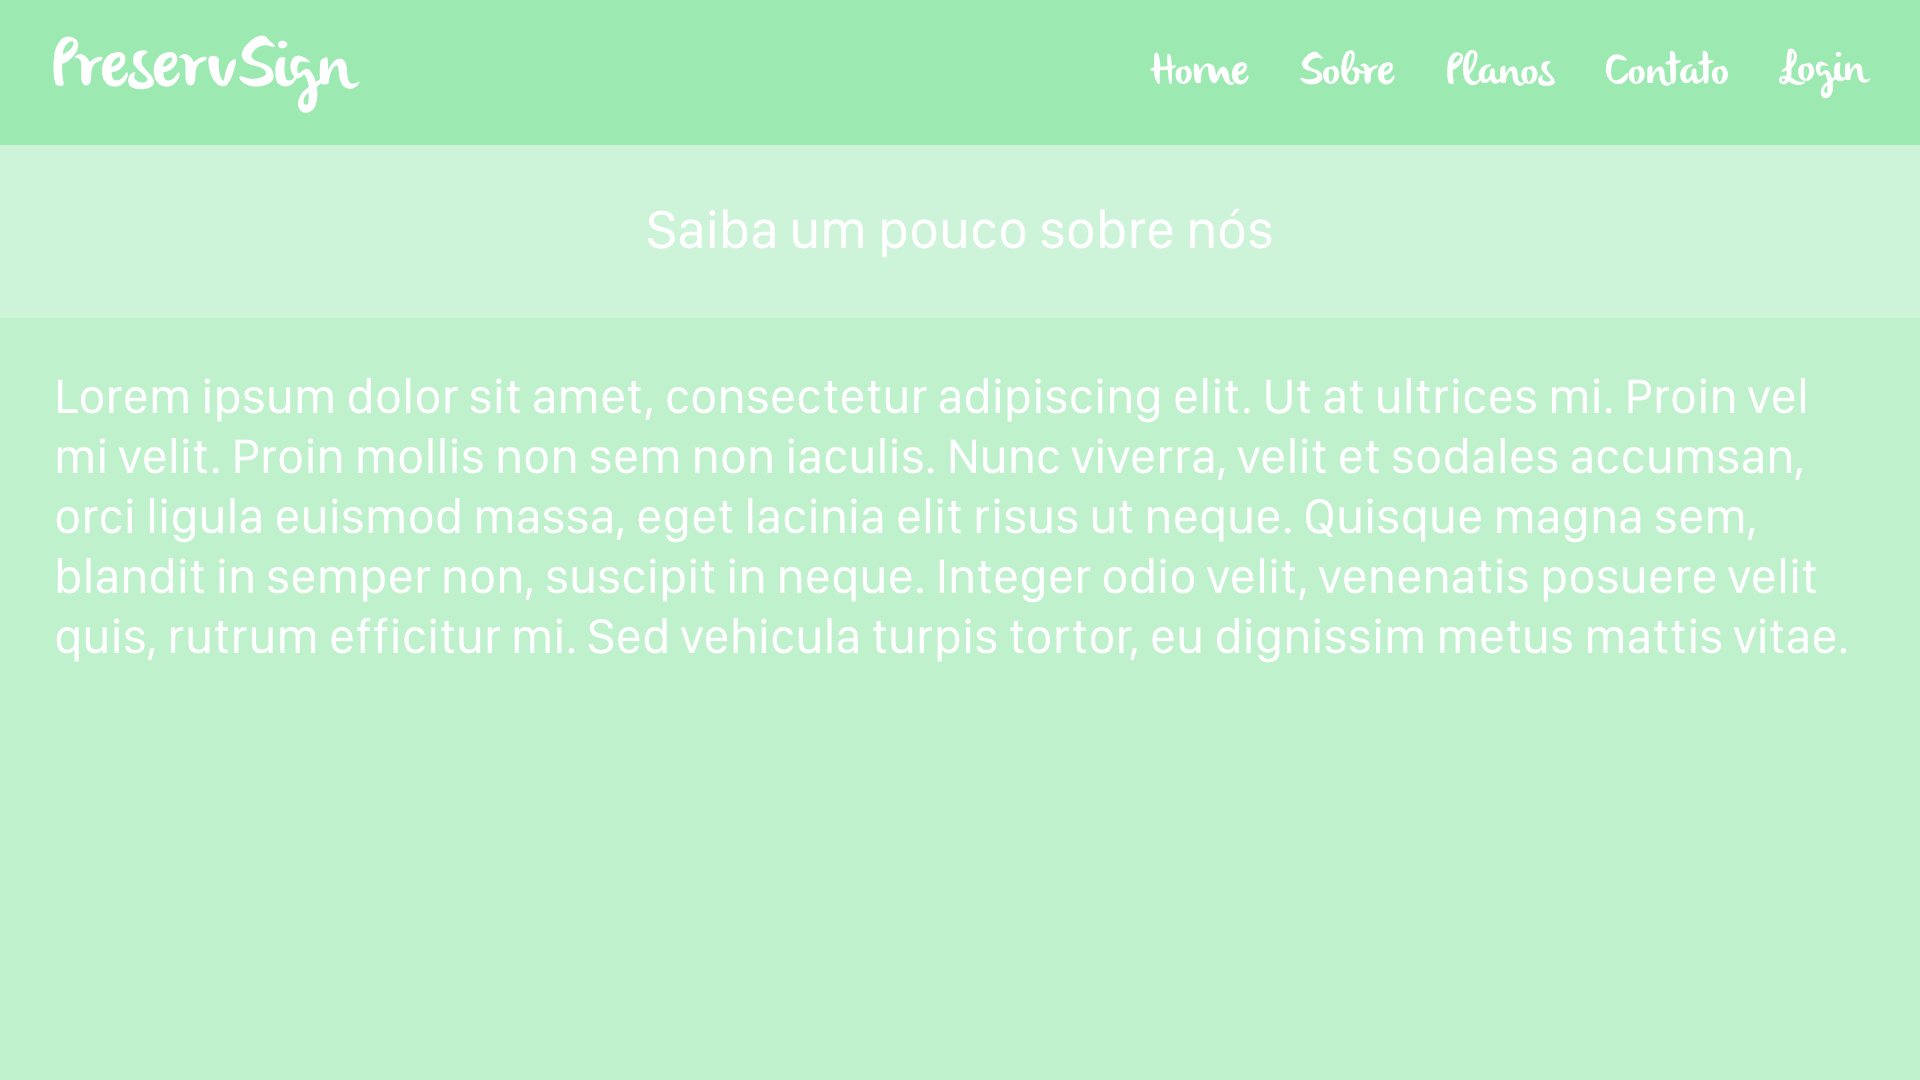 PreservSign
Home Sobre Planos Contato Login
Saiba um pouco sobre nós
Lorem ipsum dolor sit amet, consectetur adipiscing elit. Ut at ultrices mi. Proin vel
mi velit. Proin mollis non sem non iaculis. Nunc viverra, velit et sodales accumsan,
orci ligula euismod massa, eget lacinia elit risus ut neque. Quisque magna sem,
blandit in semper non, suscipit in neque. Integer odio velit, venenatis posuere velit
quis, rutrum efficitur mi. Sed vehicula turpis tortor, eu dignissim metus mattis vitae.